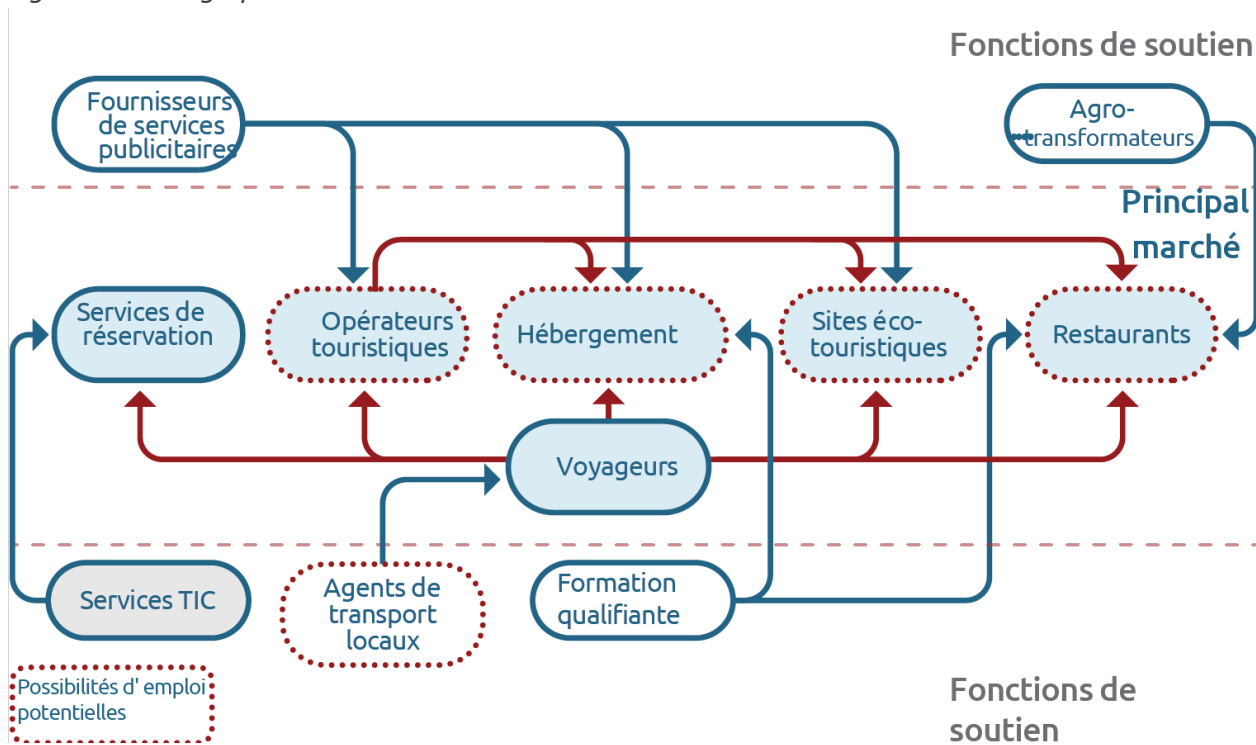 Fonctions de soutien
Fournisseurs
de services
publicitaires
Agro-
transformateurs
Principal
marché
Services de
réservation
Opérateurs
touristiques
Hébergement
Sites éco-
touristiques
Restaurants
Voyageurs
Services TIC
Agents de
transport
locaux
Formation
qualifiante
Possibilités d' emploi
potentielles
Fonctions de
soutien